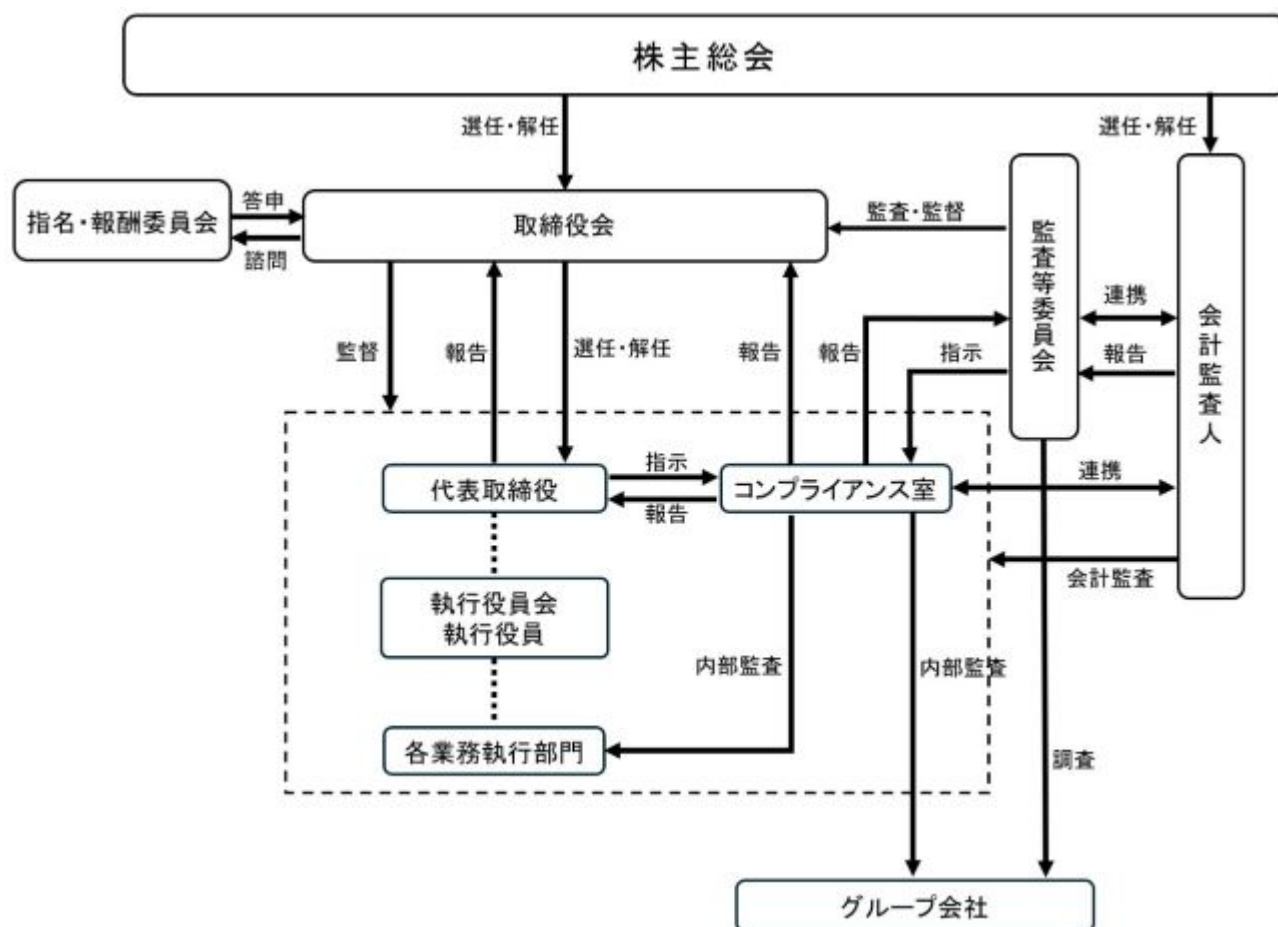 株主総会
選任・解任
選任・解任
指名・報酬委員会
答申
諮問
取締役会
監査・監督
監査等委員会
連携
報告
会計監査人
監督
報告
選任・解任
報告
報告
指示
代表取締役
指示
報告
コンプライアンス室
連携
会計監査
執行役員会
執行役員
内部監査
内部監査
各業務執行部門
調査
グループ会社